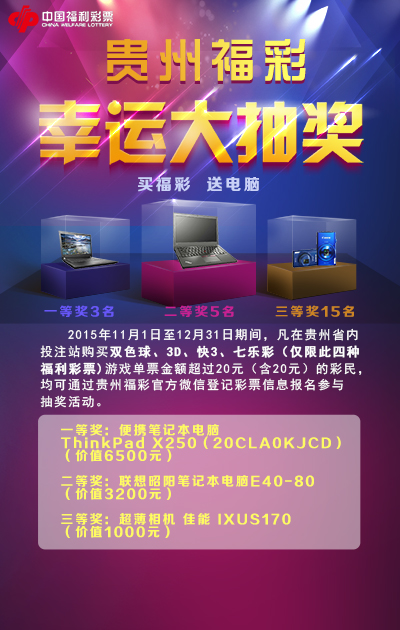 中国福利彩票
CHINA WELFARE LOTTERY
贵州福彩
幸运大抽奖
买福彩 送电脑
一等奖3名 二等奖5名 三等奖15名
2015年11月1日至12月31日期间，凡在贵州省内
投注站购买双色球、3D、快3、七乐彩（仅限此四种
福利彩票）游戏单票金额超过20元（含20元）的彩民，
均可通过贵州福彩官方微信登记彩票信息报名参与
抽奖活动。
一等奖：便携笔记本电脑
ThinkPad X250（20CLA0KJCD）
（价值6500元）
二等奖：联想昭阳笔记本电脑E40-80
（价值3200元）
三等奖：超薄相机 佳能 IXUS170
（价值1000元）